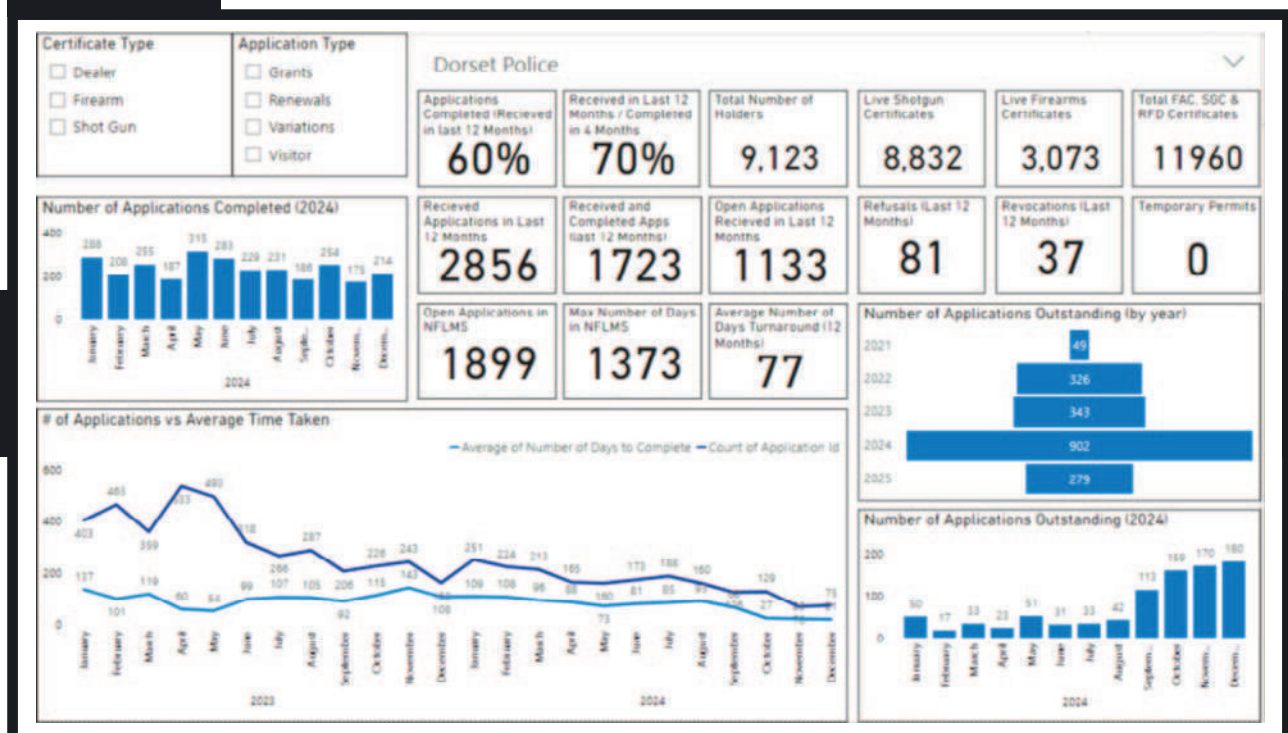 Certificate Type
Dealer
Firearm
Shot Gun
Application Type
Grants
Renewals
Variations
Visitor
Dorset Police
Applications
Completed (Recieved
in last 12 Months)
60%
Received in Last 12
Months / Completed
in 4 Months
70%
Total Number of
Holders
9,123
Live Shotgun
Certificates
8,832
Live Firearms
Certificates
3,073
Total FAC, SGC &
RFD Certificates
11960
Number of Applications Completed (2024)
400
200
0
288
208
255
187
315
283
229
231
186
254
175
214
January
February
March
April
May
June
July
August
Septe...
October
Novem...
Decem...
2024
Recieved
Applications in Last
12 Months
2856
Received and
Completed Apps
(last 12 Months)
1723
Open Applications
Recieved in Last 12
Months
1133
Refusals (Last 12
Months)
81
Revocations (Last
12 Months)
37
Temporary Permits
0
Open Applications in
NFLMS
1899
Max Number of Days
in NFLMS
1373
Average Number of
Days Turnaround (12
Months)
77
Number of Applications Outstanding (by year)
2021
49
2022
326
2023
343
2024
902
2025
279
# of Applications vs Average Time Taken
Average of Number of Days to Complete
Count of Application Id
600
400
200
0
403
463
359
533
493
318
266
287
206
226
243
251
224
213
165
160
173
188
160
129
75
137
101
119
60
54
99
107
105
92
115
143
108
109
108
96
88
73
81
85
95
27
January
February
March
April
May
June
July
August
September
October
November
December
January
February
March
April
May
June
July
August
September
October
November
December
2023
2024
Number of Applications Outstanding (2024)
200
100
0
50
17
33
23
51
31
33
42
113
159
170
180
January
February
March
April
May
June
July
August
Septem...
October
Novem...
Decem...
2024